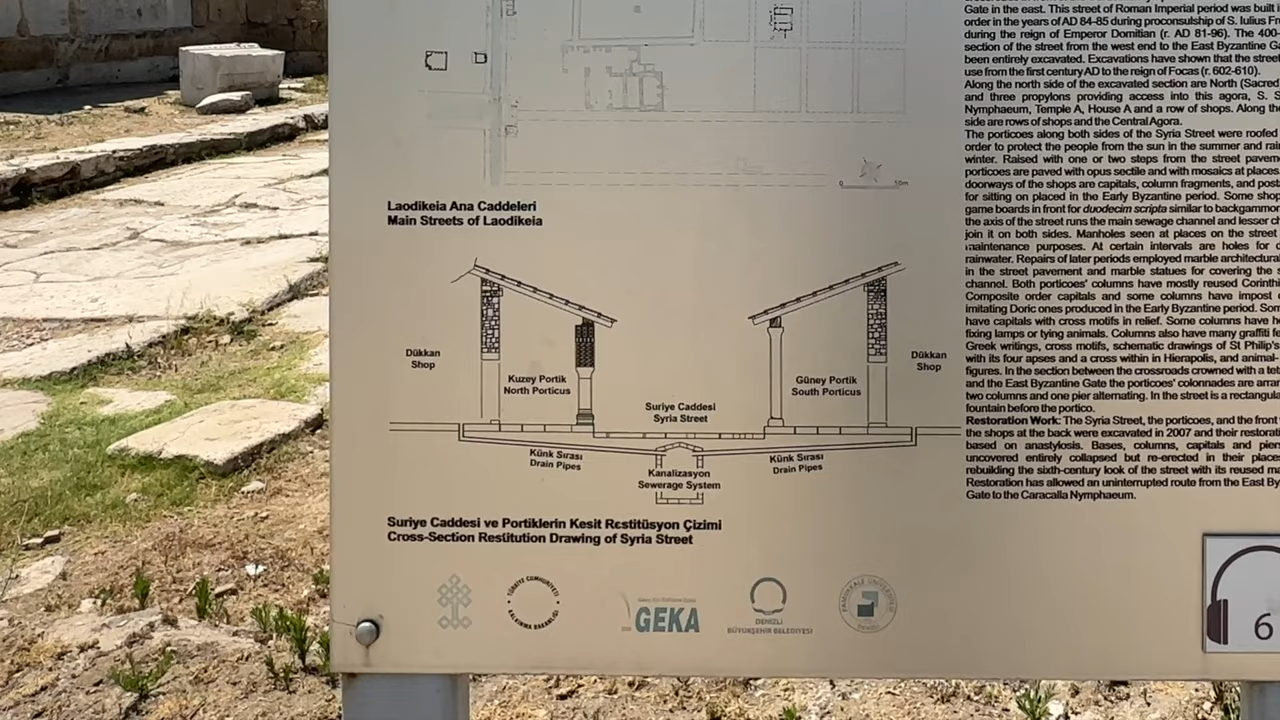 Laodikeia Ana Caddeleri
Main Streets of Laodikeia
Dükkan
Shop
Kuzey Portik
North Porticus
Suriye Caddesi
Syria Street
Güney Portik
South Porticus
Dükkan
Shop
Künk Sırası
Drain Pipes
Kanalizasyon
Sewerage System
Künk Sırası
Drain Pipes
Suriye Caddesi ve Portiklerin Kesit Restitüsyon Çizimi
Cross-Section Restitution Drawing of Syria Street
TÜRKİYE CUMHURİYETİ
KALKINMA BAKANLIĞI
GEKA
DENİZLİ
BÜYÜKŞEHİR BELEDİYESİ
PAMUKKALE ÜNİVERSİTESİ
Gate in the east. This street of Roman Imperial period was built
order in the years of AD 84-85 during proconsulship of S. Iulius
during the reign of Emperor Domitian (r. AD 81-96). The 400-
section of the street from the west end to the East Byzantine
been entirely excavated. Excavations have shown that the street
use from the first century AD to the reign of Focas (r. 602-610).
Along the north side of the excavated section are North (Sacred
and three propylons providing access into this agora, S.
Nymphaeum, Temple A, House A and a row of shops. Along
side are rows of shops and the Central Agora.
The porticoes along both sides of the Syria Street were roofed
order to protect the people from the sun in the summer and
winter. Raised with one or two steps from the street
porticoes are paved with opus sectile and with mosaics at places.
doorways of the shops are capitals, column fragments, and
for sitting on placed in the Early Byzantine period. Some
game boards in front for duodecim scripta similar to backgammon
the axis of the street runs the main sewage channel and lesser
join it on both sides. Manholes seen at places on the street
maintenance purposes. At certain intervals are holes for
rainwater. Repairs of later periods employed marble architectural
in the street pavement and marble statues for covering the
channel. Both porticoes' columns have mostly reused
Composite order capitals and some columns have impost
imitating Doric ones produced in the Early Byzantine period.
have capitals with cross motifs in relief. Some columns have
fixing lamps or tying animals. Columns also have many graffiti
Greek writings, cross motifs, schematic drawings of St Philip's
with its four apses and a cross within in Hierapolis, and animal-
figures. In the section between the crossroads crowned with a
and the East Byzantine Gate the porticoes' colonnades are
two columns and one pier alternating. In the street is a
fountain before the portico.
Restoration Work: The Syria Street, the porticoes, and the front
the shops at the back were excavated in 2007 and their
based on anastylosis. Bases, columns, capitals and
uncovered entirely collapsed but re-erected in their
rebuilding the sixth-century look of the street with its reused
Restoration has allowed an uninterrupted route from the East
Gate to the Caracalla Nymphaeum.
6